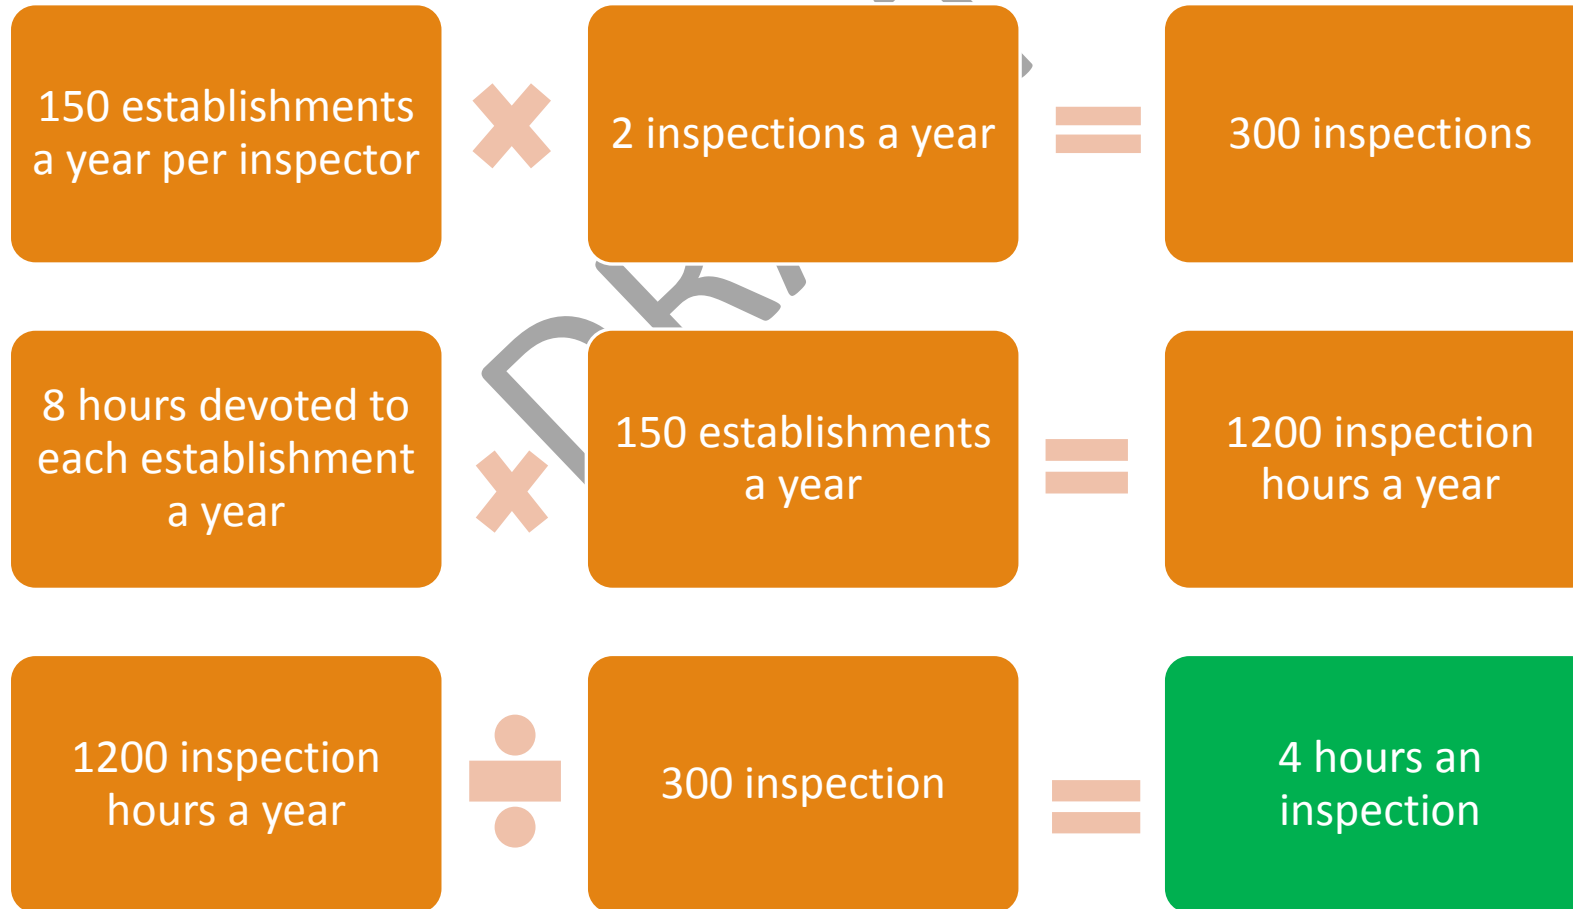 150 establishments
a year per inspector
2 inspections a year
300 inspections
8 hours devoted to
each establishment
a year
150 establishments
a year
1200 inspection
hours a year
1200 inspection
hours a year
300 inspection
4 hours an
inspection